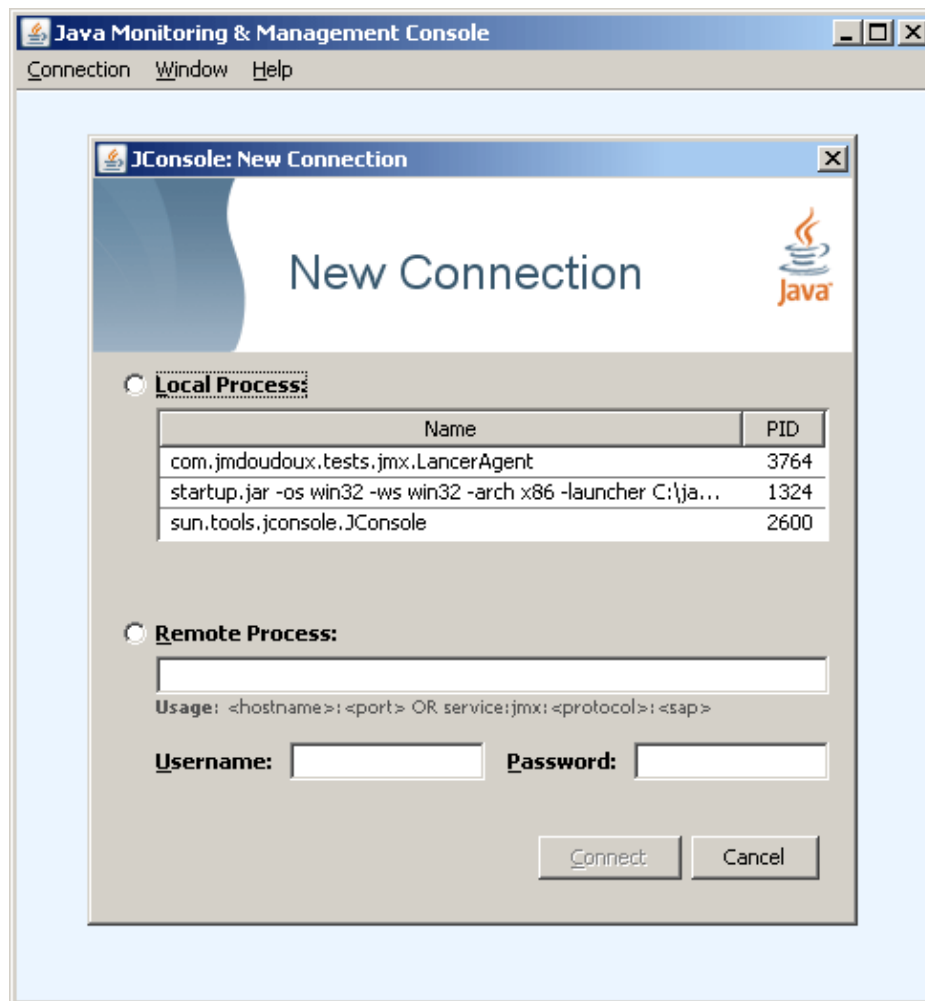 Java Monitoring & Management Console
Connection Window Help
JConsole: New Connection
New Connection
Java
Local Process:
Name PID
com.jmdoudoux.tests.jmx.LancerAgent 3764
startup.jar -os win32 -ws win32 -arch x86 -launcher C:\ja... 1324
sun.tools.jconsole.JConsole 2600
Remote Process:
Usage: <hostname>:<port> OR service:jmx:<protocol>:<sap>
Username: Password:
Connect Cancel